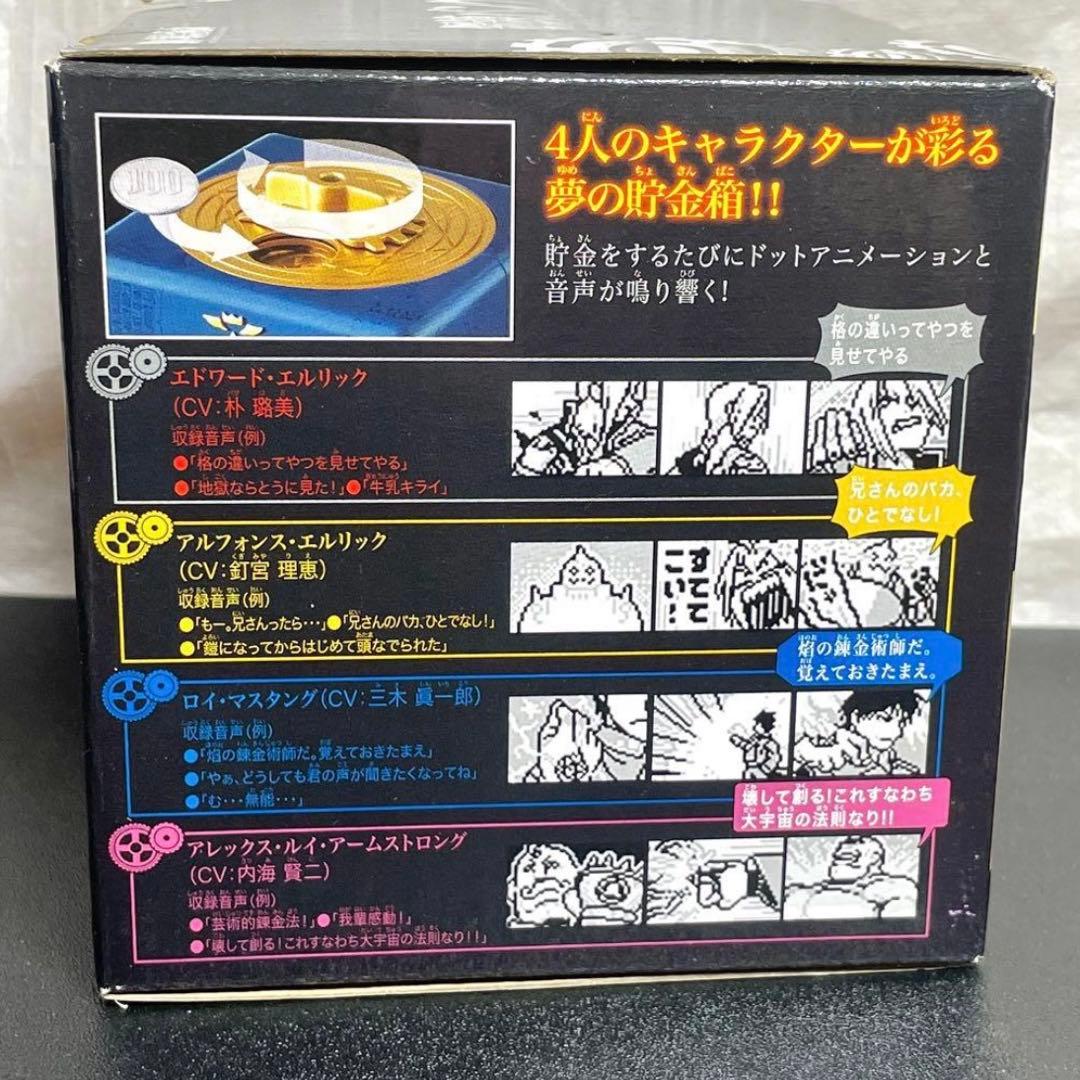 4人のキャラクターが彩る
夢の貯金箱!!
貯金をするたびにドットアニメーションと
音声が鳴り響く!
100
格の違いってやつを
見せてやる
エドワード・エルリック
(CV:朴 璐美)
収録音声(例)
●「格の違いってやつを見せてやる」
●「地獄ならとうに見た!」●「牛乳キライ」
兄さんのバカ、
ひとでなし!
アルフォンス・エルリック
(CV:釘宮 理恵)
収録音声(例)
●「もー。兄さんったら・・・」●「兄さんのバカ、ひとでなし!」
●「鎧になってからはじめて頭なでられた」
すてて
こい!
焰の錬金術師だ。
覚えておきたまえ。
ロイ・マスタング(CV:三木 眞一郎)
収録音声(例)
●「焰の錬金術師だ。覚えておきたまえ」
●「やぁ、どうしても君の声が聞きたくなってね」
●「む・・・無能・・・」
壊して創る!これすなわち
大宇宙の法則なり!!
アレックス・ルイ・アームストロング
(CV:内海 賢二)
収録音声(例)
●「芸術的錬金法!」●「我輩感動!」
●「壊して創る!これすなわち大宇宙の法則なり!!」